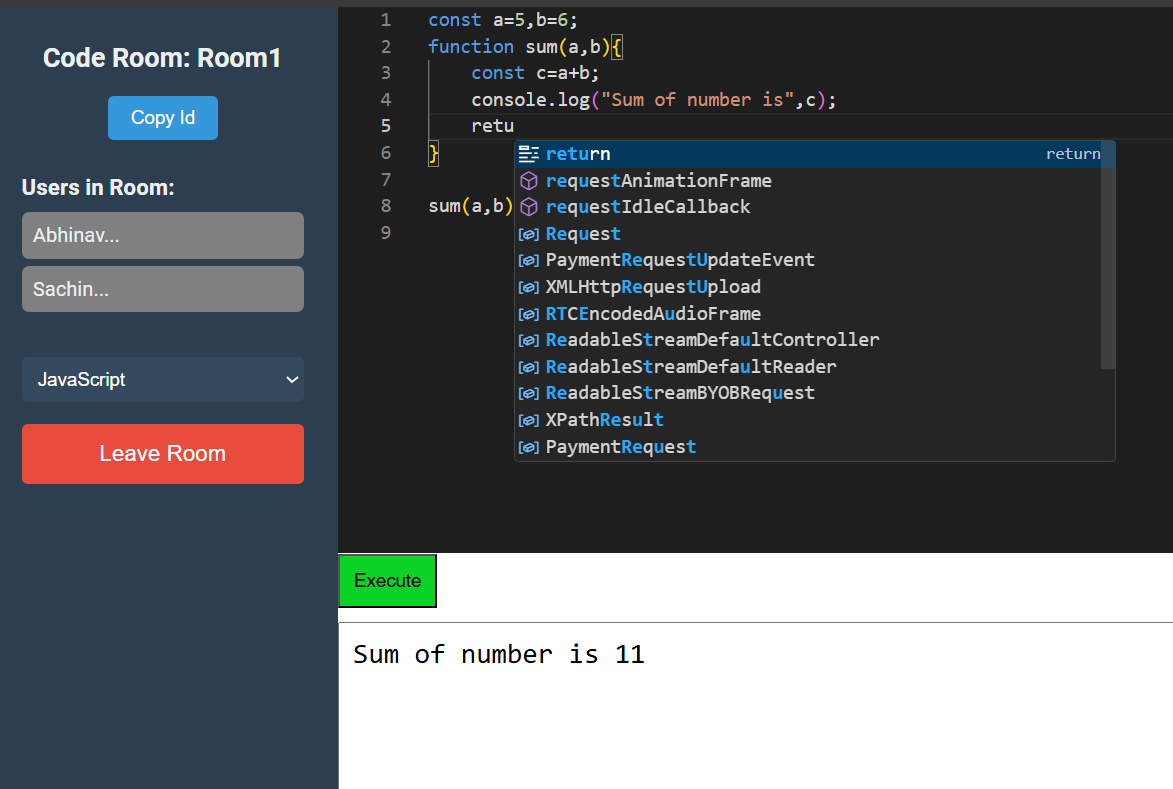 Code Room: Room1
Copy Id
Users in Room:
Abhinav...
Sachin...
JavaScript
Leave Room
1 const a=5,b=6;
2 function sum(a,b){
3 const c=a+b;
4 console.log("Sum of number is",c);
5 retu
6 }
7
8 sum(a,b)
9
return return
requestAnimationFrame
requestIdleCallback
Request
PaymentRequestUpdateEvent
XMLHttpRequestUpload
RTCEncodedAudioFrame
ReadableStreamDefaultController
ReadableStreamDefaultReader
ReadableStreamBYOBRequest
XPathResult
PaymentRequest
Execute
Sum of number is 11